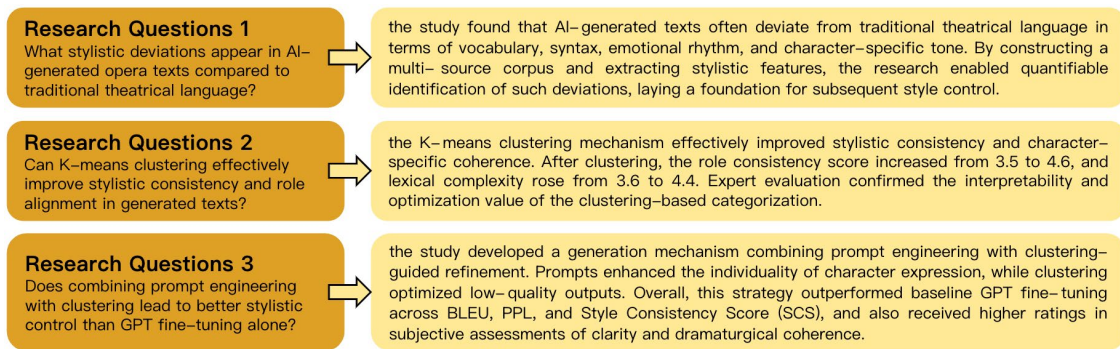 Research Questions 1
What stylistic deviations appear in AI-
generated opera texts compared to
traditional theatrical language?
the study found that AI-generated texts often deviate from traditional theatrical language in
terms of vocabulary, syntax, emotional rhythm, and character-specific tone. By constructing a
multi-source corpus and extracting stylistic features, the research enabled quantifiable
identification of such deviations, laying a foundation for subsequent style control.
Research Questions 2
Can K-means clustering effectively
improve stylistic consistency and role
alignment in generated texts?
the K-means clustering mechanism effectively improved stylistic consistency and character-
specific coherence. After clustering, the role consistency score increased from 3.5 to 4.6, and
lexical complexity rose from 3.6 to 4.4. Expert evaluation confirmed the interpretability and
optimization value of the clustering-based categorization.
Research Questions 3
Does combining prompt engineering
with clustering lead to better stylistic
control than GPT fine-tuning alone?
the study developed a generation mechanism combining prompt engineering with clustering-
guided refinement. Prompts enhanced the individuality of character expression, while clustering
optimized low-quality outputs. Overall, this strategy outperformed baseline GPT fine-tuning
across BLEU, PPL, and Style Consistency Score (SCS), and also received higher ratings in
subjective assessments of clarity and dramaturgical coherence.